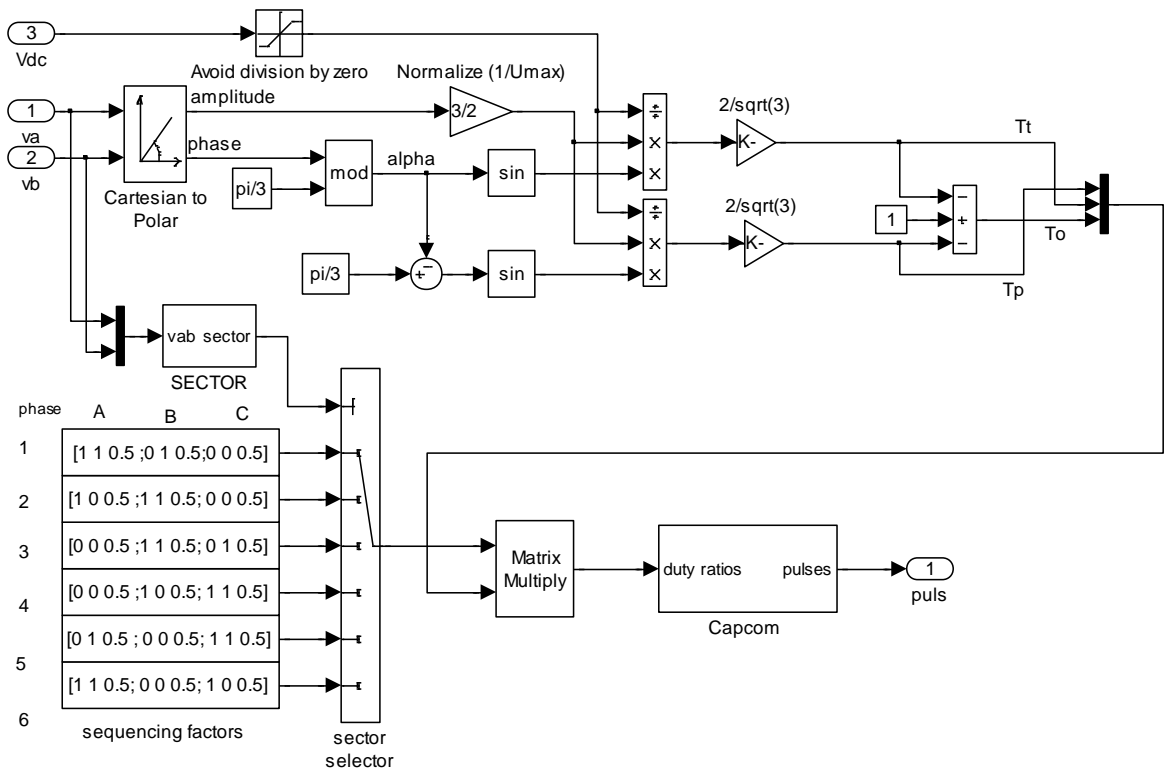 3
Vdc
Avoid division by zero
Normalize (1/Umax)
1
va
2
vb
amplitude
phase
3/2
Cartesian to
Polar
pi/3
mod
alpha
sin
÷
×
×
2/sqrt(3)
K-
Tt
pi/3
+
−
sin
÷
×
×
2/sqrt(3)
K-
1
−
+
−
To
Tp
vab sector
SECTOR
phase
A
B
C
1
[1 1 0.5 ;0 1 0.5;0 0 0.5]
2
[1 0 0.5 ;1 1 0.5; 0 0 0.5]
3
[0 0 0.5 ;1 1 0.5; 0 1 0.5]
4
[0 0 0.5 ;1 0 0.5; 1 1 0.5]
5
[0 1 0.5 ; 0 0 0.5; 1 1 0.5]
6
[1 1 0.5; 0 0 0.5; 1 0 0.5]
sequencing factors
sector
selector
Matrix
Multiply
duty ratios
pulses
Capcom
1
puls